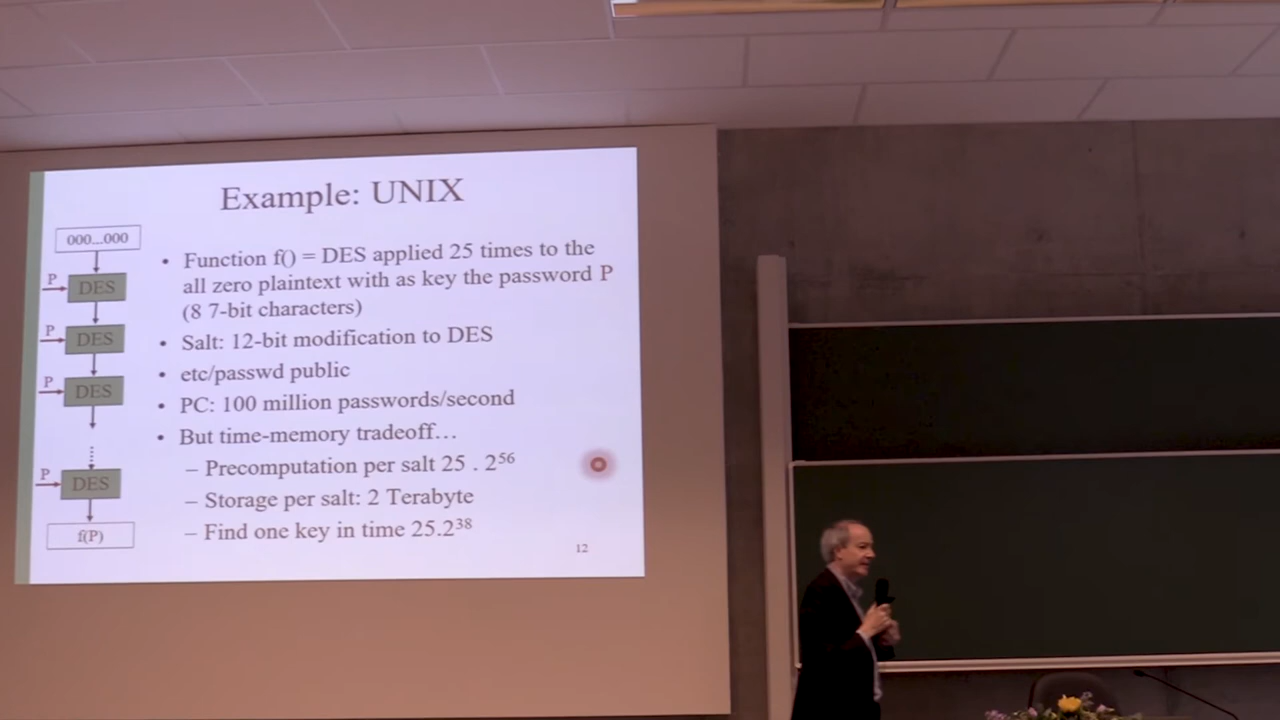 Example: UNIX
000...000
P
DES
P
DES
P
DES
P
DES
f(P)
• Function f() = DES applied 25 times to the
all zero plaintext with as key the password P
(8 7-bit characters)
• Salt: 12-bit modification to DES
• etc/passwd public
• PC: 100 million passwords/second
• But time-memory tradeoff…
– Precomputation per salt 25 . 2⁵⁶
– Storage per salt: 2 Terabyte
– Find one key in time 25.2³⁸
12